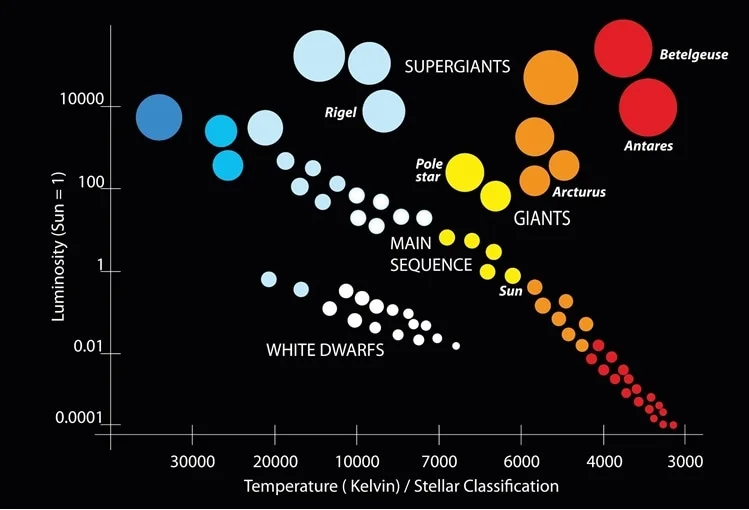 Betelgeuse
SUPERGIANTS
10000
Rigel
Antares
Pole
star
100
Arcturus
GIANTS
MAIN
SEQUENCE
1
Sun
WHITE DWARFS
0.01
0.0001
Luminosity (Sun = 1)
30000 20000 10000 7000 6000 4000 3000
Temperature ( Kelvin) / Stellar Classification